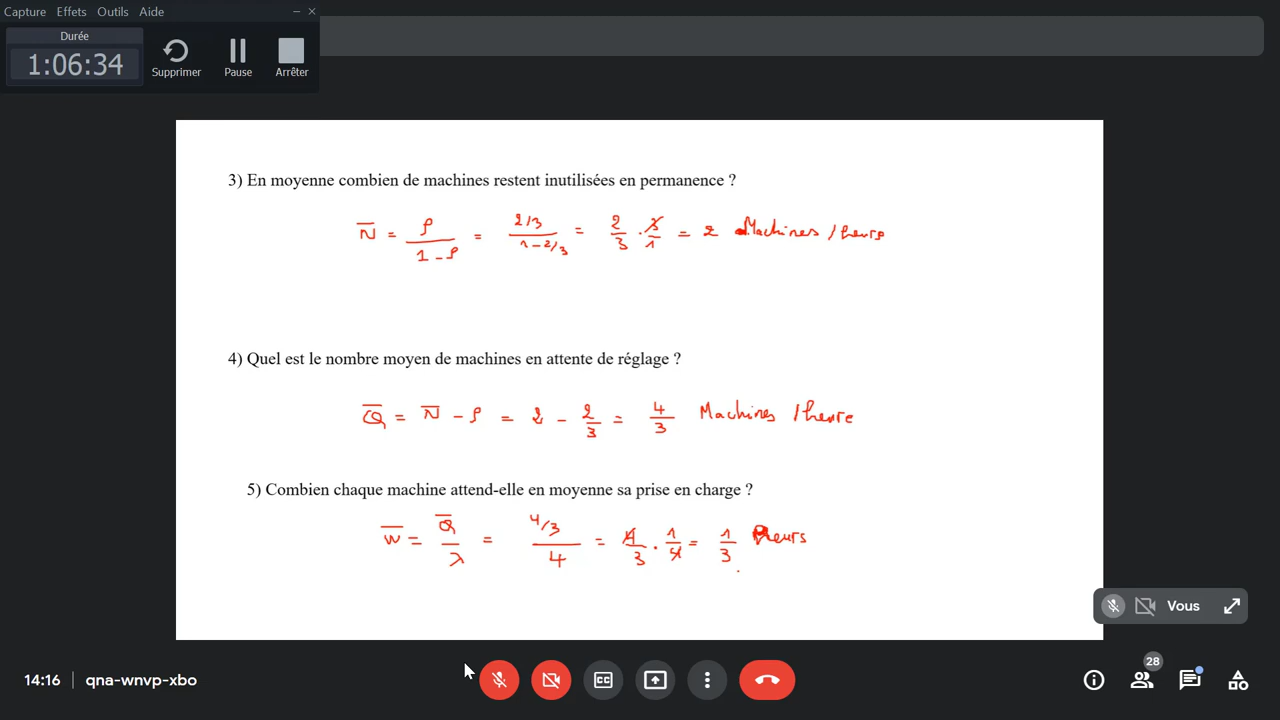 Capture Effets Outils Aide
Durée
1:06:34
Supprimer Pause Arrêter
3) En moyenne combien de machines restent inutilisées en permanence ?
N̅ = ρ/(1-ρ) = (2/3)/(1-2/3) = 2/3 · 3/1 = 2 Machines / heure
4) Quel est le nombre moyen de machines en attente de réglage ?
Q̅ = N̅ - ρ = 2 - 2/3 = 4/3 Machines / heure
5) Combien chaque machine attend-elle en moyenne sa prise en charge ?
W̅ = Q̅/λ = (4/3)/4 = 4/3 · 1/4 = 1/3
Vous
14:16 qna-wnvp-xbo
28